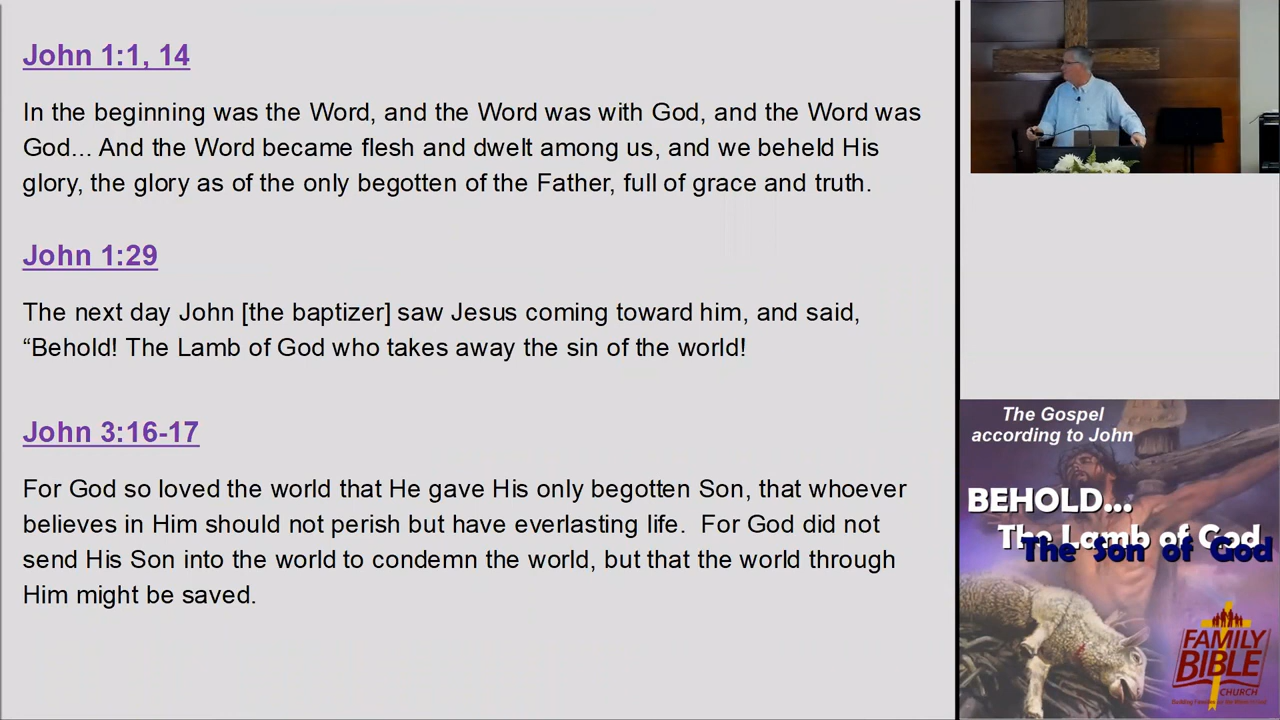 John 1:1, 14
In the beginning was the Word, and the Word was with God, and the Word was
God... And the Word became flesh and dwelt among us, and we beheld His
glory, the glory as of the only begotten of the Father, full of grace and truth.
John 1:29
The next day John [the baptizer] saw Jesus coming toward him, and said,
“Behold! The Lamb of God who takes away the sin of the world!
John 3:16-17
For God so loved the world that He gave His only begotten Son, that whoever
believes in Him should not perish but have everlasting life.  For God did not
send His Son into the world to condemn the world, but that the world through
Him might be saved.
The Gospel
according to John
BEHOLD...
The Lamb of God
The Son of God
FAMILY
BIBLE
CHURCH